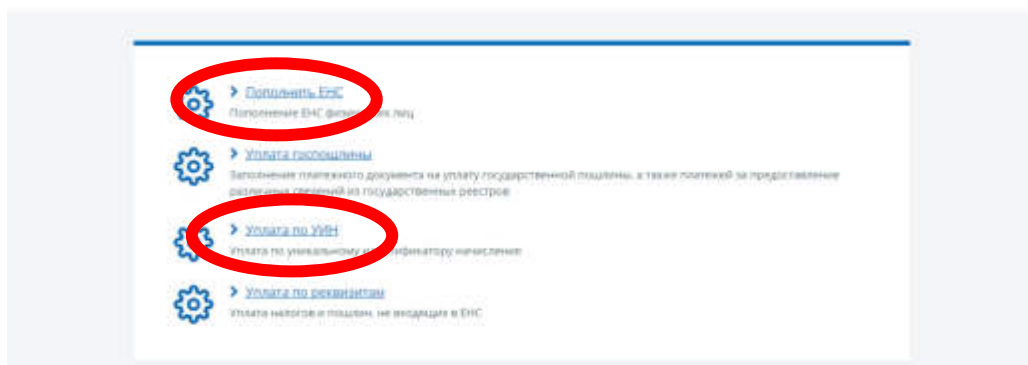 Пополнить ЕНС
Пополнение ЕНС физических лиц
Уплата госпошлины
Заполнение платежного документа на уплату государственной пошлины, а также платежей за предоставление
различных сведений из государственных реестров
Уплата по УИН
Уплата по уникальному идентификатору начисления
Уплата по реквизитам
Уплата налогов и пошлин, не входящих в ЕНС